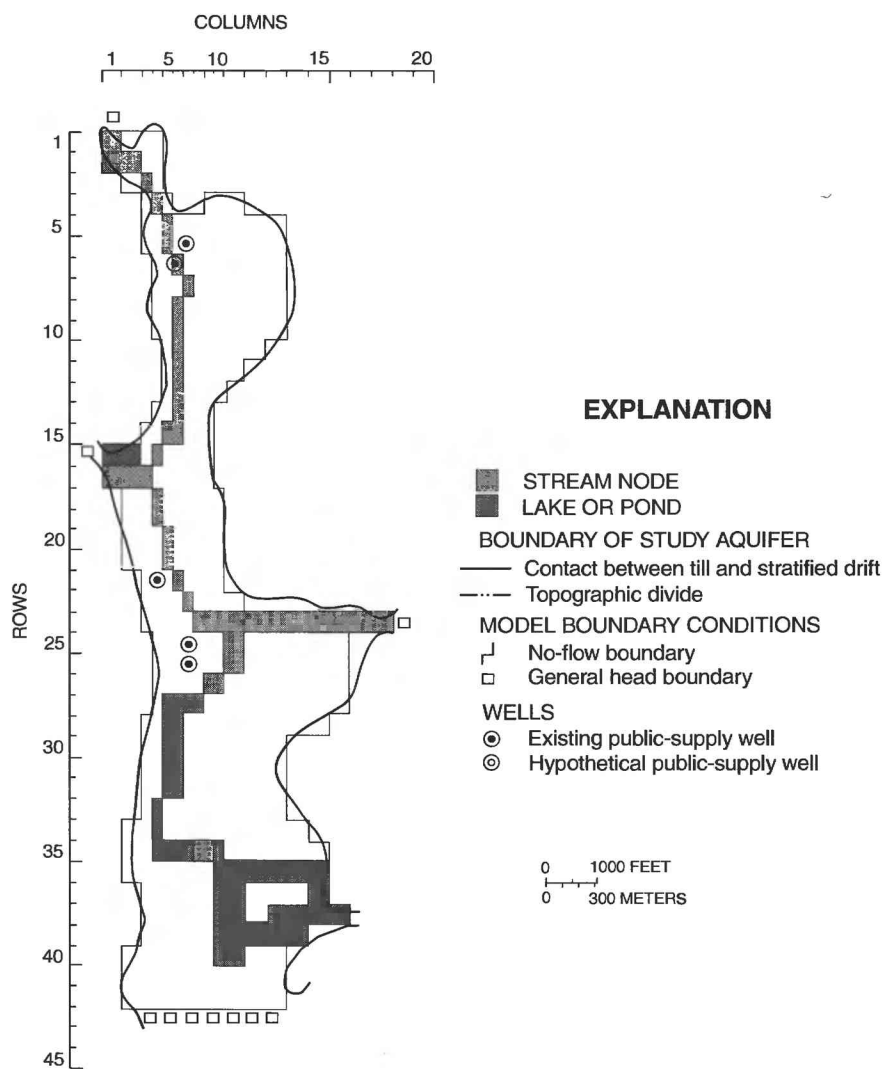 COLUMNS
1 5 10 15 20
ROWS
1
5
10
15
20
25
30
35
40
45
EXPLANATION
STREAM NODE
LAKE OR POND
BOUNDARY OF STUDY AQUIFER
Contact between till and stratified drift
Topographic divide
MODEL BOUNDARY CONDITIONS
No-flow boundary
General head boundary
WELLS
Existing public-supply well
Hypothetical public-supply well
0 1000 FEET
0 300 METERS